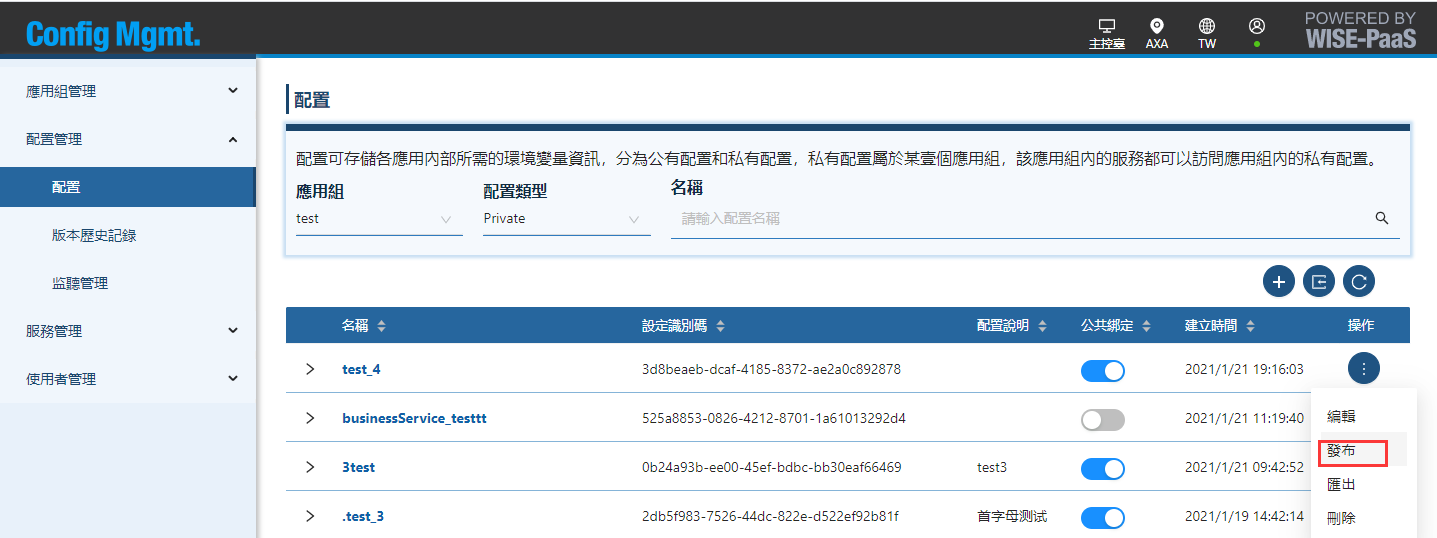 Config Mgmt.
主控臺
AXA
TW
POWERED BY
WISE-PaaS
應用組管理
配置管理
配置
版本歷史記錄
监聽管理
服務管理
使用者管理
配置
配置可存儲各應用內部所需的環境變量資訊，分為公有配置和私有配置，私有配置屬於某壹個應用組，該應用組內的服務都可以訪問應用組內的私有配置。
應用組 配置類型 名稱
test Private 請輸入配置名稱
名稱 設定識別碼 配置說明 公共綁定 建立時間 操作
test_4 3d8beaeb-dcaf-4185-8372-ae2a0c892878 2021/1/21 19:16:03
businessService_testtt 525a8853-0826-4212-8701-1a61013292d4 2021/1/21 11:19:40
3test 0b24a93b-ee00-45ef-bdbc-bb30eaf66469 test3 2021/1/21 09:42:52
.test_3 2db5f983-7526-44dc-822e-d522ef92b81f 首字母测试 2021/1/19 14:42:14
編輯
發布
匯出
刪除